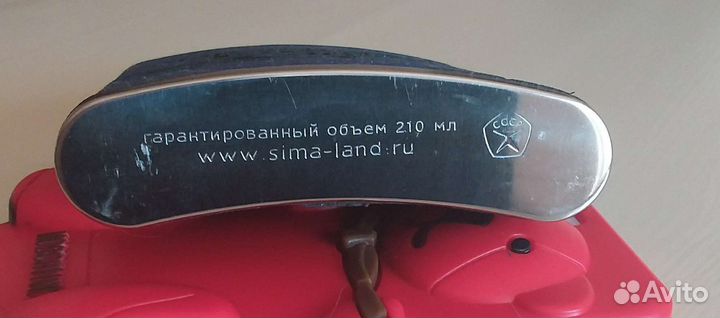 гарантированный объем 210 мл
www.sima-land.ru
СССР
Avito